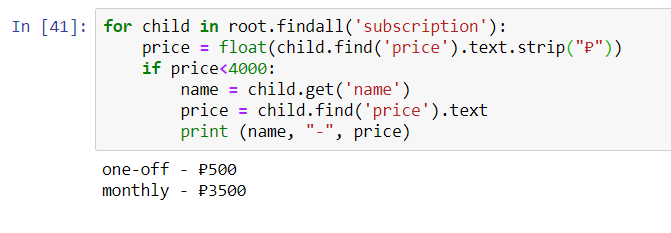 In [41]: for child in root.findall('subscription'):
    price = float(child.find('price').text.strip("₽"))
    if price<4000:
        name = child.get('name')
        price = child.find('price').text
        print (name, "-", price)
one-off - ₽500
monthly - ₽3500